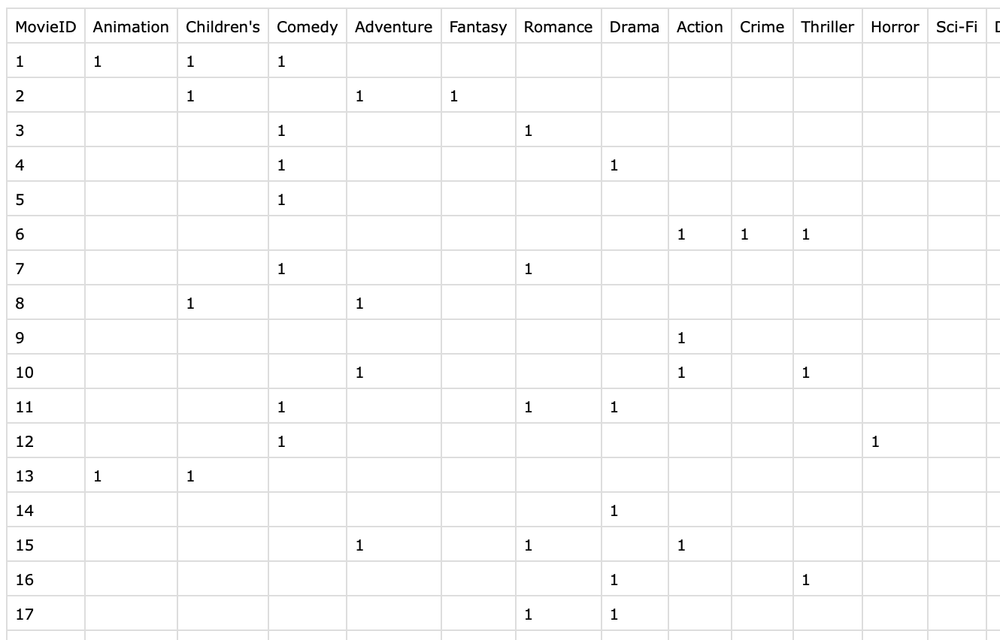 MovieID Animation Children's Comedy Adventure Fantasy Romance Drama Action Crime Thriller Horror Sci-Fi
1 1 1 1
2 1 1 1
3 1 1
4 1 1
5 1
6 1 1 1
7 1 1
8 1 1
9 1
10 1 1 1
11 1 1 1
12 1 1
13 1 1
14 1
15 1 1 1
16 1 1
17 1 1